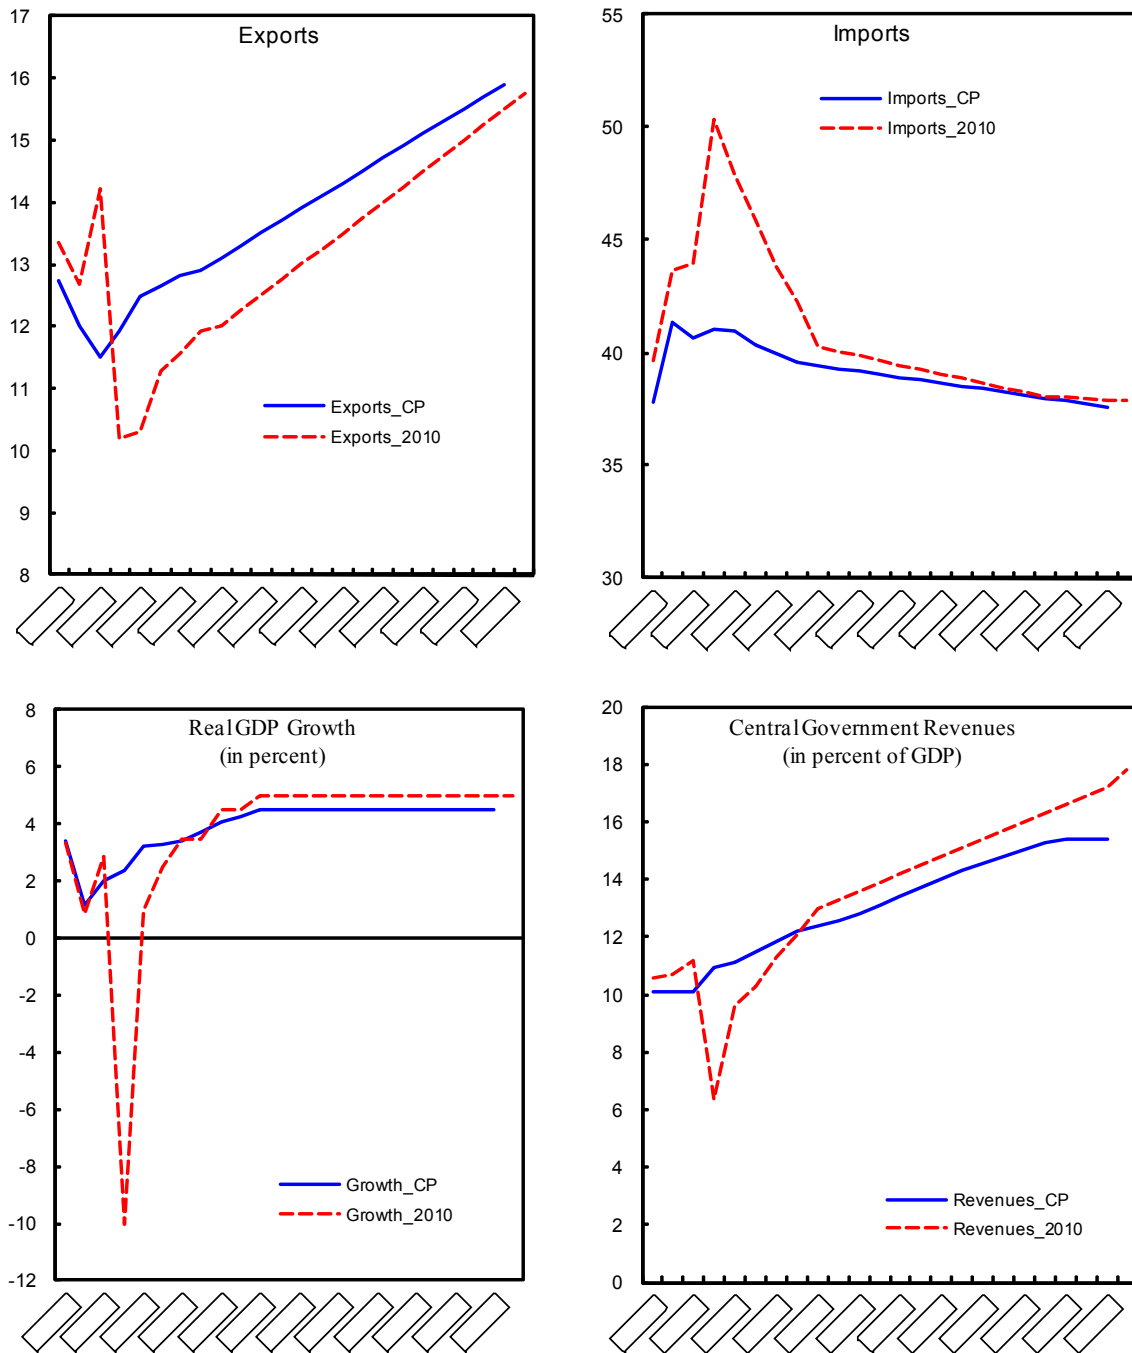 Exports
17
16
15
14
13
12
11
10
9
8
Exports_CP
Exports_2010
Imports
55
50
45
40
35
30
Imports_CP
Imports_2010
Real GDP Growth
(in percent)
8
6
4
2
0
-2
-4
-6
-8
-10
-12
Growth_CP
Growth_2010
Central Government Revenues
(in percent of GDP)
20
18
16
14
12
10
8
6
4
2
0
Revenues_CP
Revenues_2010